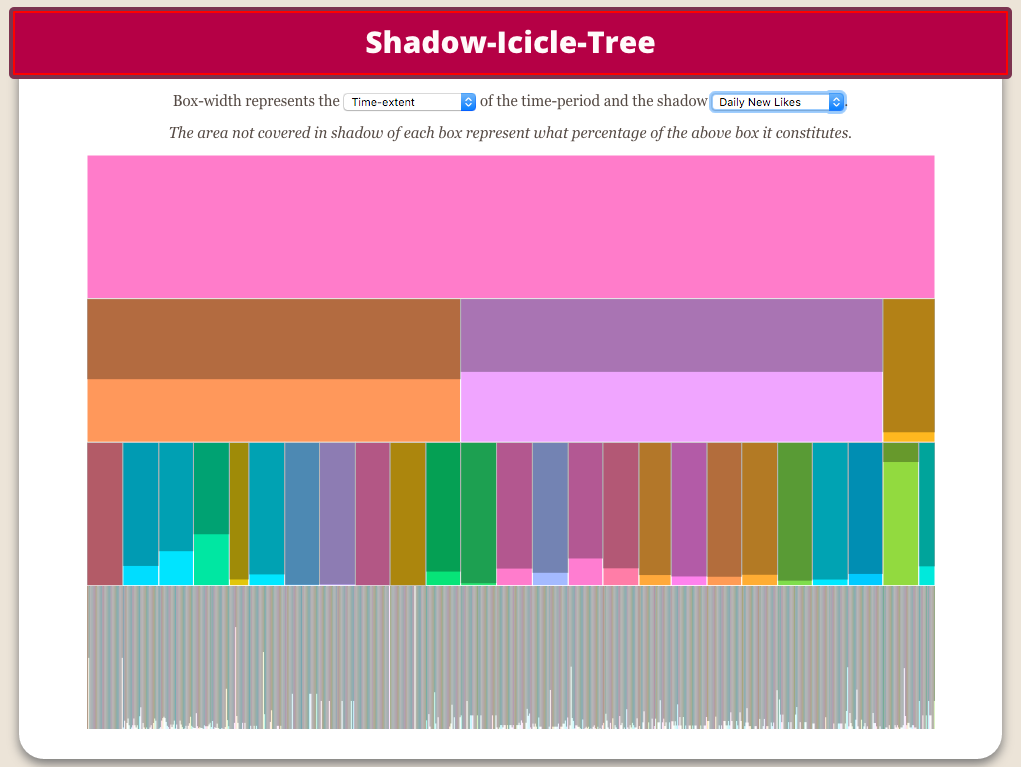 Shadow-Icicle-Tree
Box-width represents the Time-extent of the time-period and the shadow Daily New Likes.
The area not covered in shadow of each box represent what percentage of the above box it constitutes.